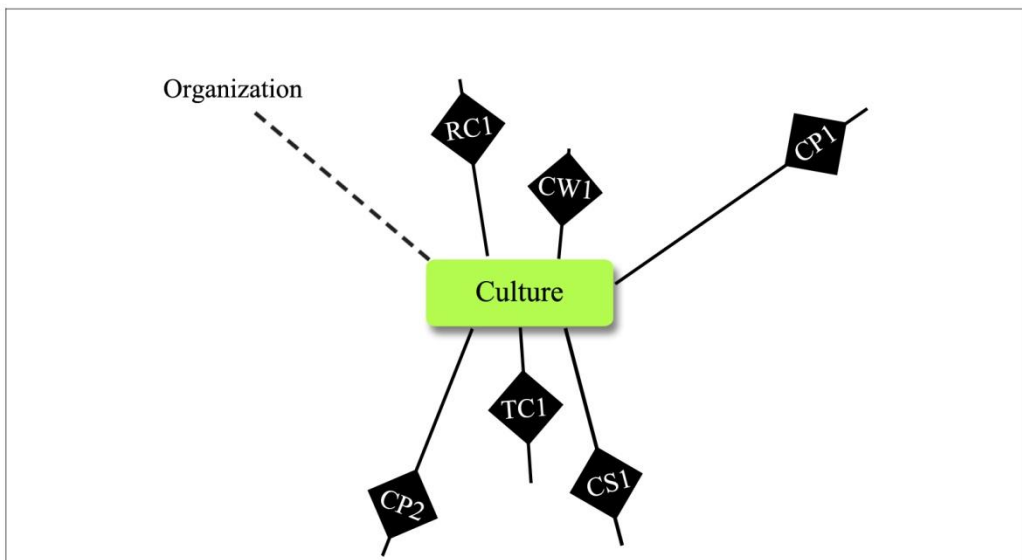 Organization
RC1
CP1
CW1
Culture
TC1
CS1
CP2